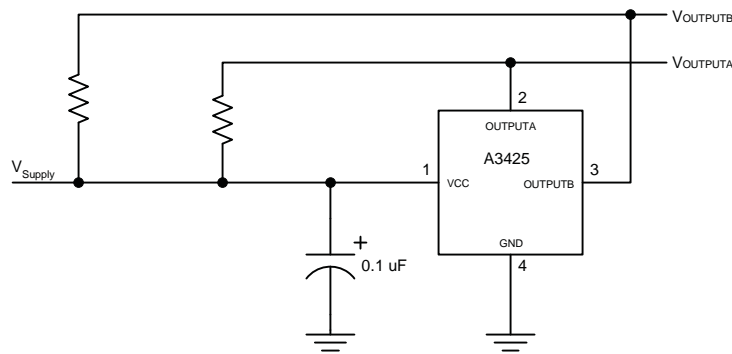 VOUTPUTB
VOUTPUTA
2
OUTPUTA
A3425
VSupply
1
VCC
OUTPUTB
3
GND
4
+
0.1 uF